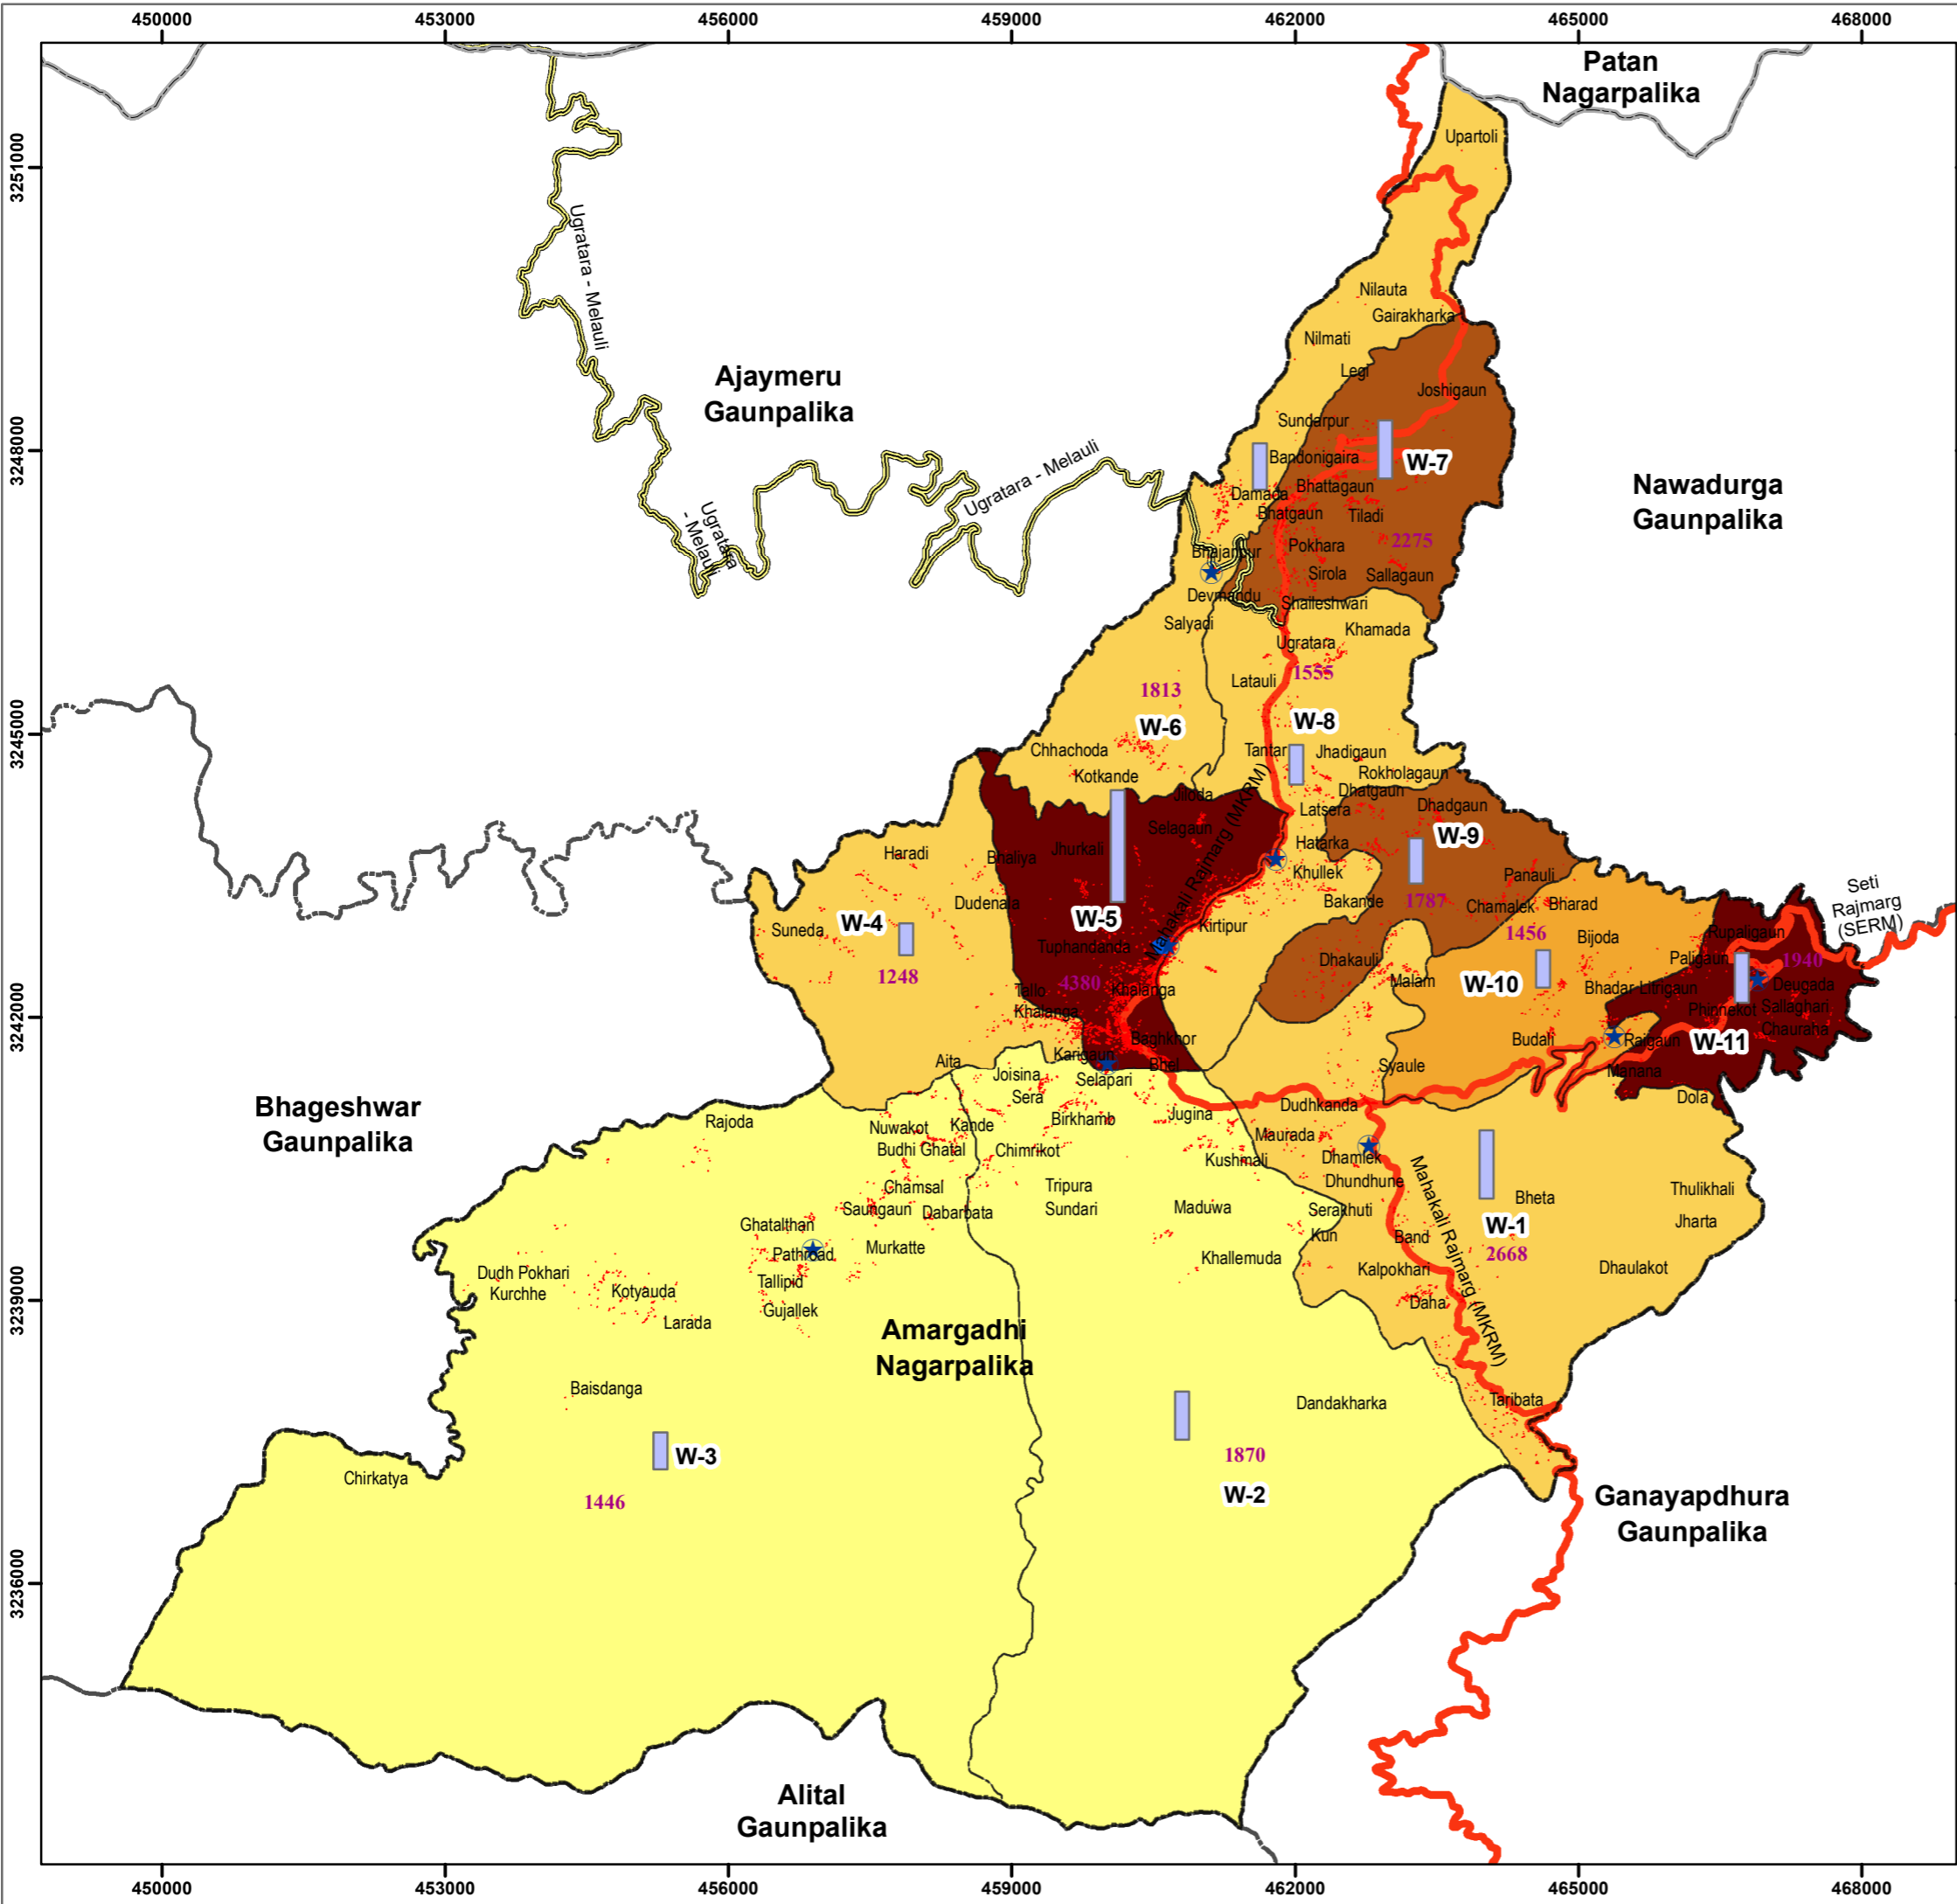 450000
453000
456000
459000
462000
465000
468000
Patan
Nagarpalika
3251000
Upartoli
Ugratara - Melauli
Nilauta
Gairakharka
Nilmati
Legi
Ajaymeru
Gaunpalika
Joshigaun
Sundarpur
3248000
Ugratara - Melauli
Bandonigaira
W-7
Nawadurga
Gaunpalika
Damada
Bhattagaun
Ugratara
- Melauli
Bhatgaun
Tiladi
2275
Bhajanpur
Pokhara
Sirola
Sallagaun
Devmandu
Shaileshwari
Salyadi
Khamada
Ugratara
1555
Latauli
1813
W-6
W-8
3245000
Chhachoda
Tantar
Jhadigaun
Kotkande
Rokholagaun
Jiloda
Dhatgaun
Latsera
Dhadgaun
Selagaun
W-9
Mahakali Rajmarg (MKRM)
Hatarka
Haradi
Bhaliya
Jhurkali
Khullek
Panauli
Seti
Rajmarg
(SERM)
Dudenala
Bakande
1787
Chamalek
Bharad
W-4
W-5
Suneda
Kirtipur
1456
Bijoda
Rupaligaun
Tuphandanda
Dhakauli
Paligaun
1940
1248
4380
Malam
W-10
Deugada
Tallo
Khalanga
Khalanga
Bhadar
Litrigaun
Sallaghari
Phinnekot
3242000
Chauraha
Baghkhor
Budali
Raigaun
W-11
Karigaun
Aita
Bhel
Syaule
Manana
Joisina
Selapari
Sera
Dola
Bhageshwar
Gaunpalika
Rajoda
Dudhkanda
Jugina
Birkhamb
Nuwakot
Kande
Maurada
Budhi Ghatal
Chimrikot
Kushmali
Dhamlek
Mahakali Rajmarg (MKRM)
Chamsal
Tripura
Sundari
Dhundhune
Bheta
Thulikhali
Saungaun
Dabarbata
Maduwa
Serakhuti
Ghatalthan
W-1
Jharta
Kun
Band
Murkatte
2668
Pathroad
Khallemuda
Kalpokhari
Dhaulakot
Dudh Pokhari
Kurchhe
Tallipid
Kotyauda
3239000
Gujallek
Daha
Larada
Amargadhi
Nagarpalika
Baisdanga
Dandakharka
Taribata
W-3
1870
Chirkatya
W-2
1446
Ganayapdhura
Gaunpalika
3236000
Alital
Gaunpalika
450000
453000
456000
459000
462000
465000
468000